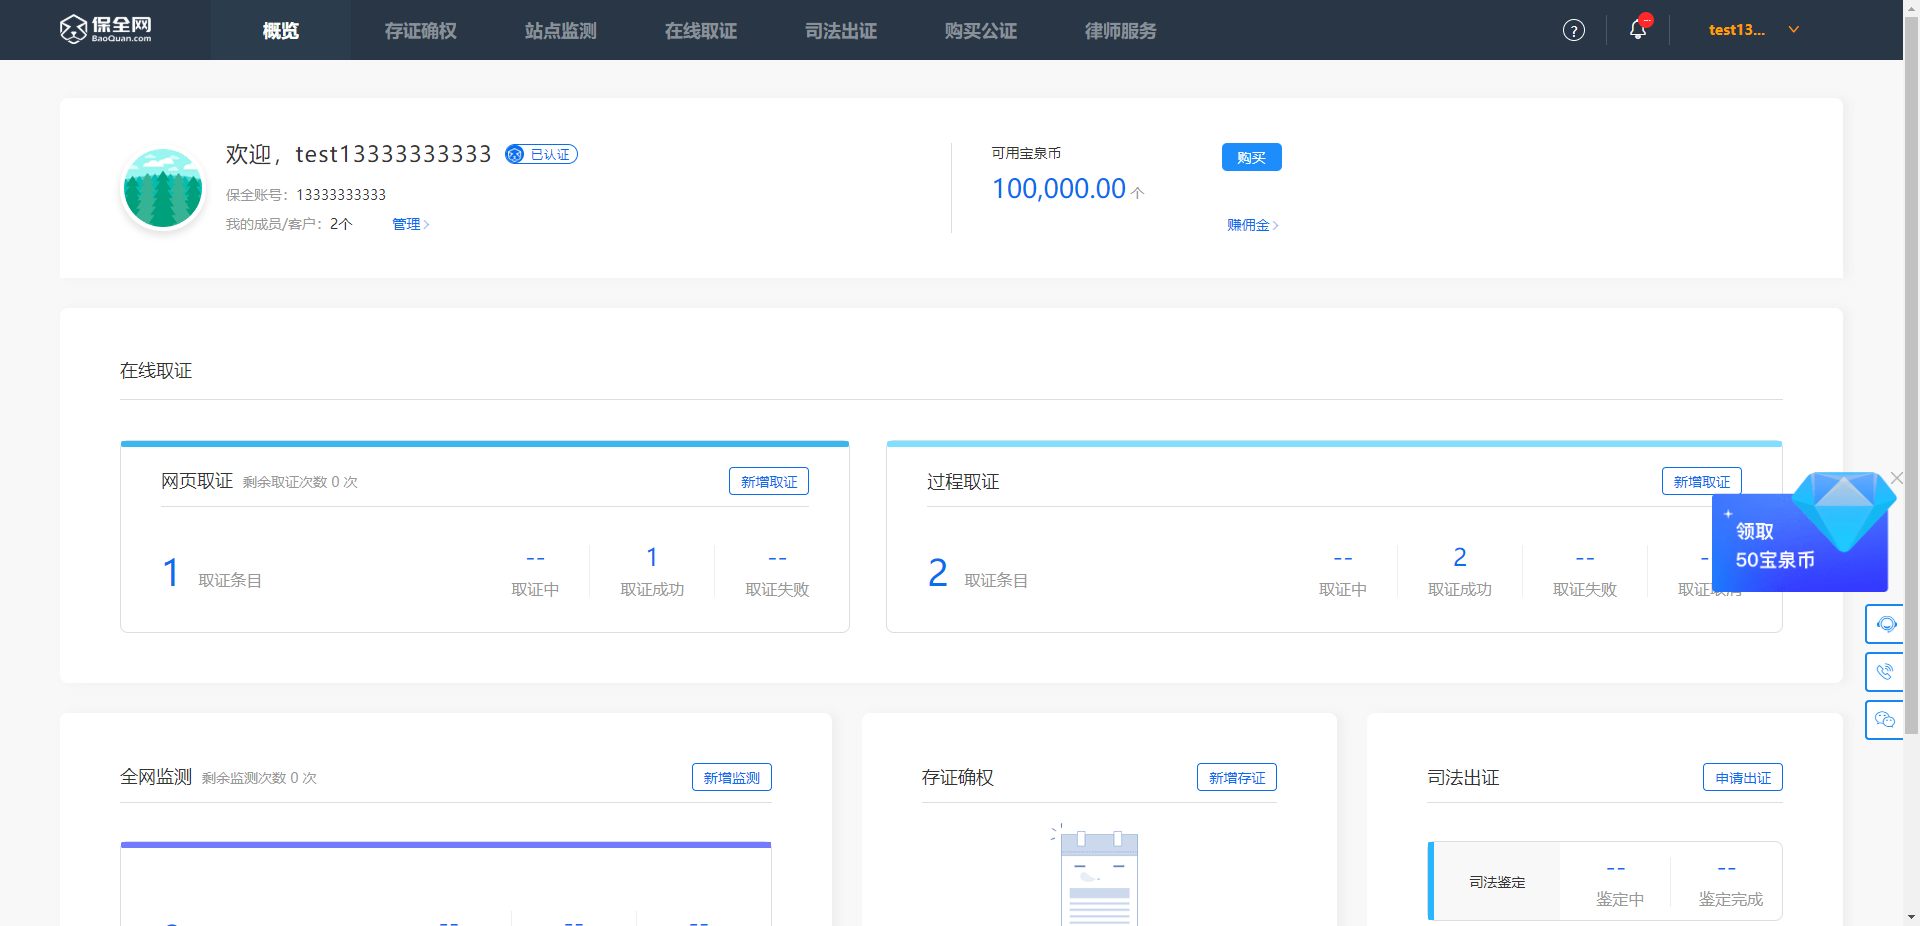 保全网
BaoQuan.com
概览
存证确权
站点监测
在线取证
司法出证
购买公证
律师服务
?
test13...
欢迎，test13333333333
已认证
保全账号：13333333333
我的成员/客户：2个
管理
可用宝泉币
100,000.00 个
购买
赚佣金
在线取证
网页取证 剩余取证次数 0 次
新增取证
1 取证条目
--
取证中
1
取证成功
--
取证失败
过程取证
新增取证
2 取证条目
--
取证中
2
取证成功
--
取证失败
取证取消
领取
50宝泉币
全网监测 剩余监测次数 0 次
新增监测
--
--
--
存证确权
新增存证
司法出证
申请出证
司法鉴定
--
鉴定中
--
鉴定完成